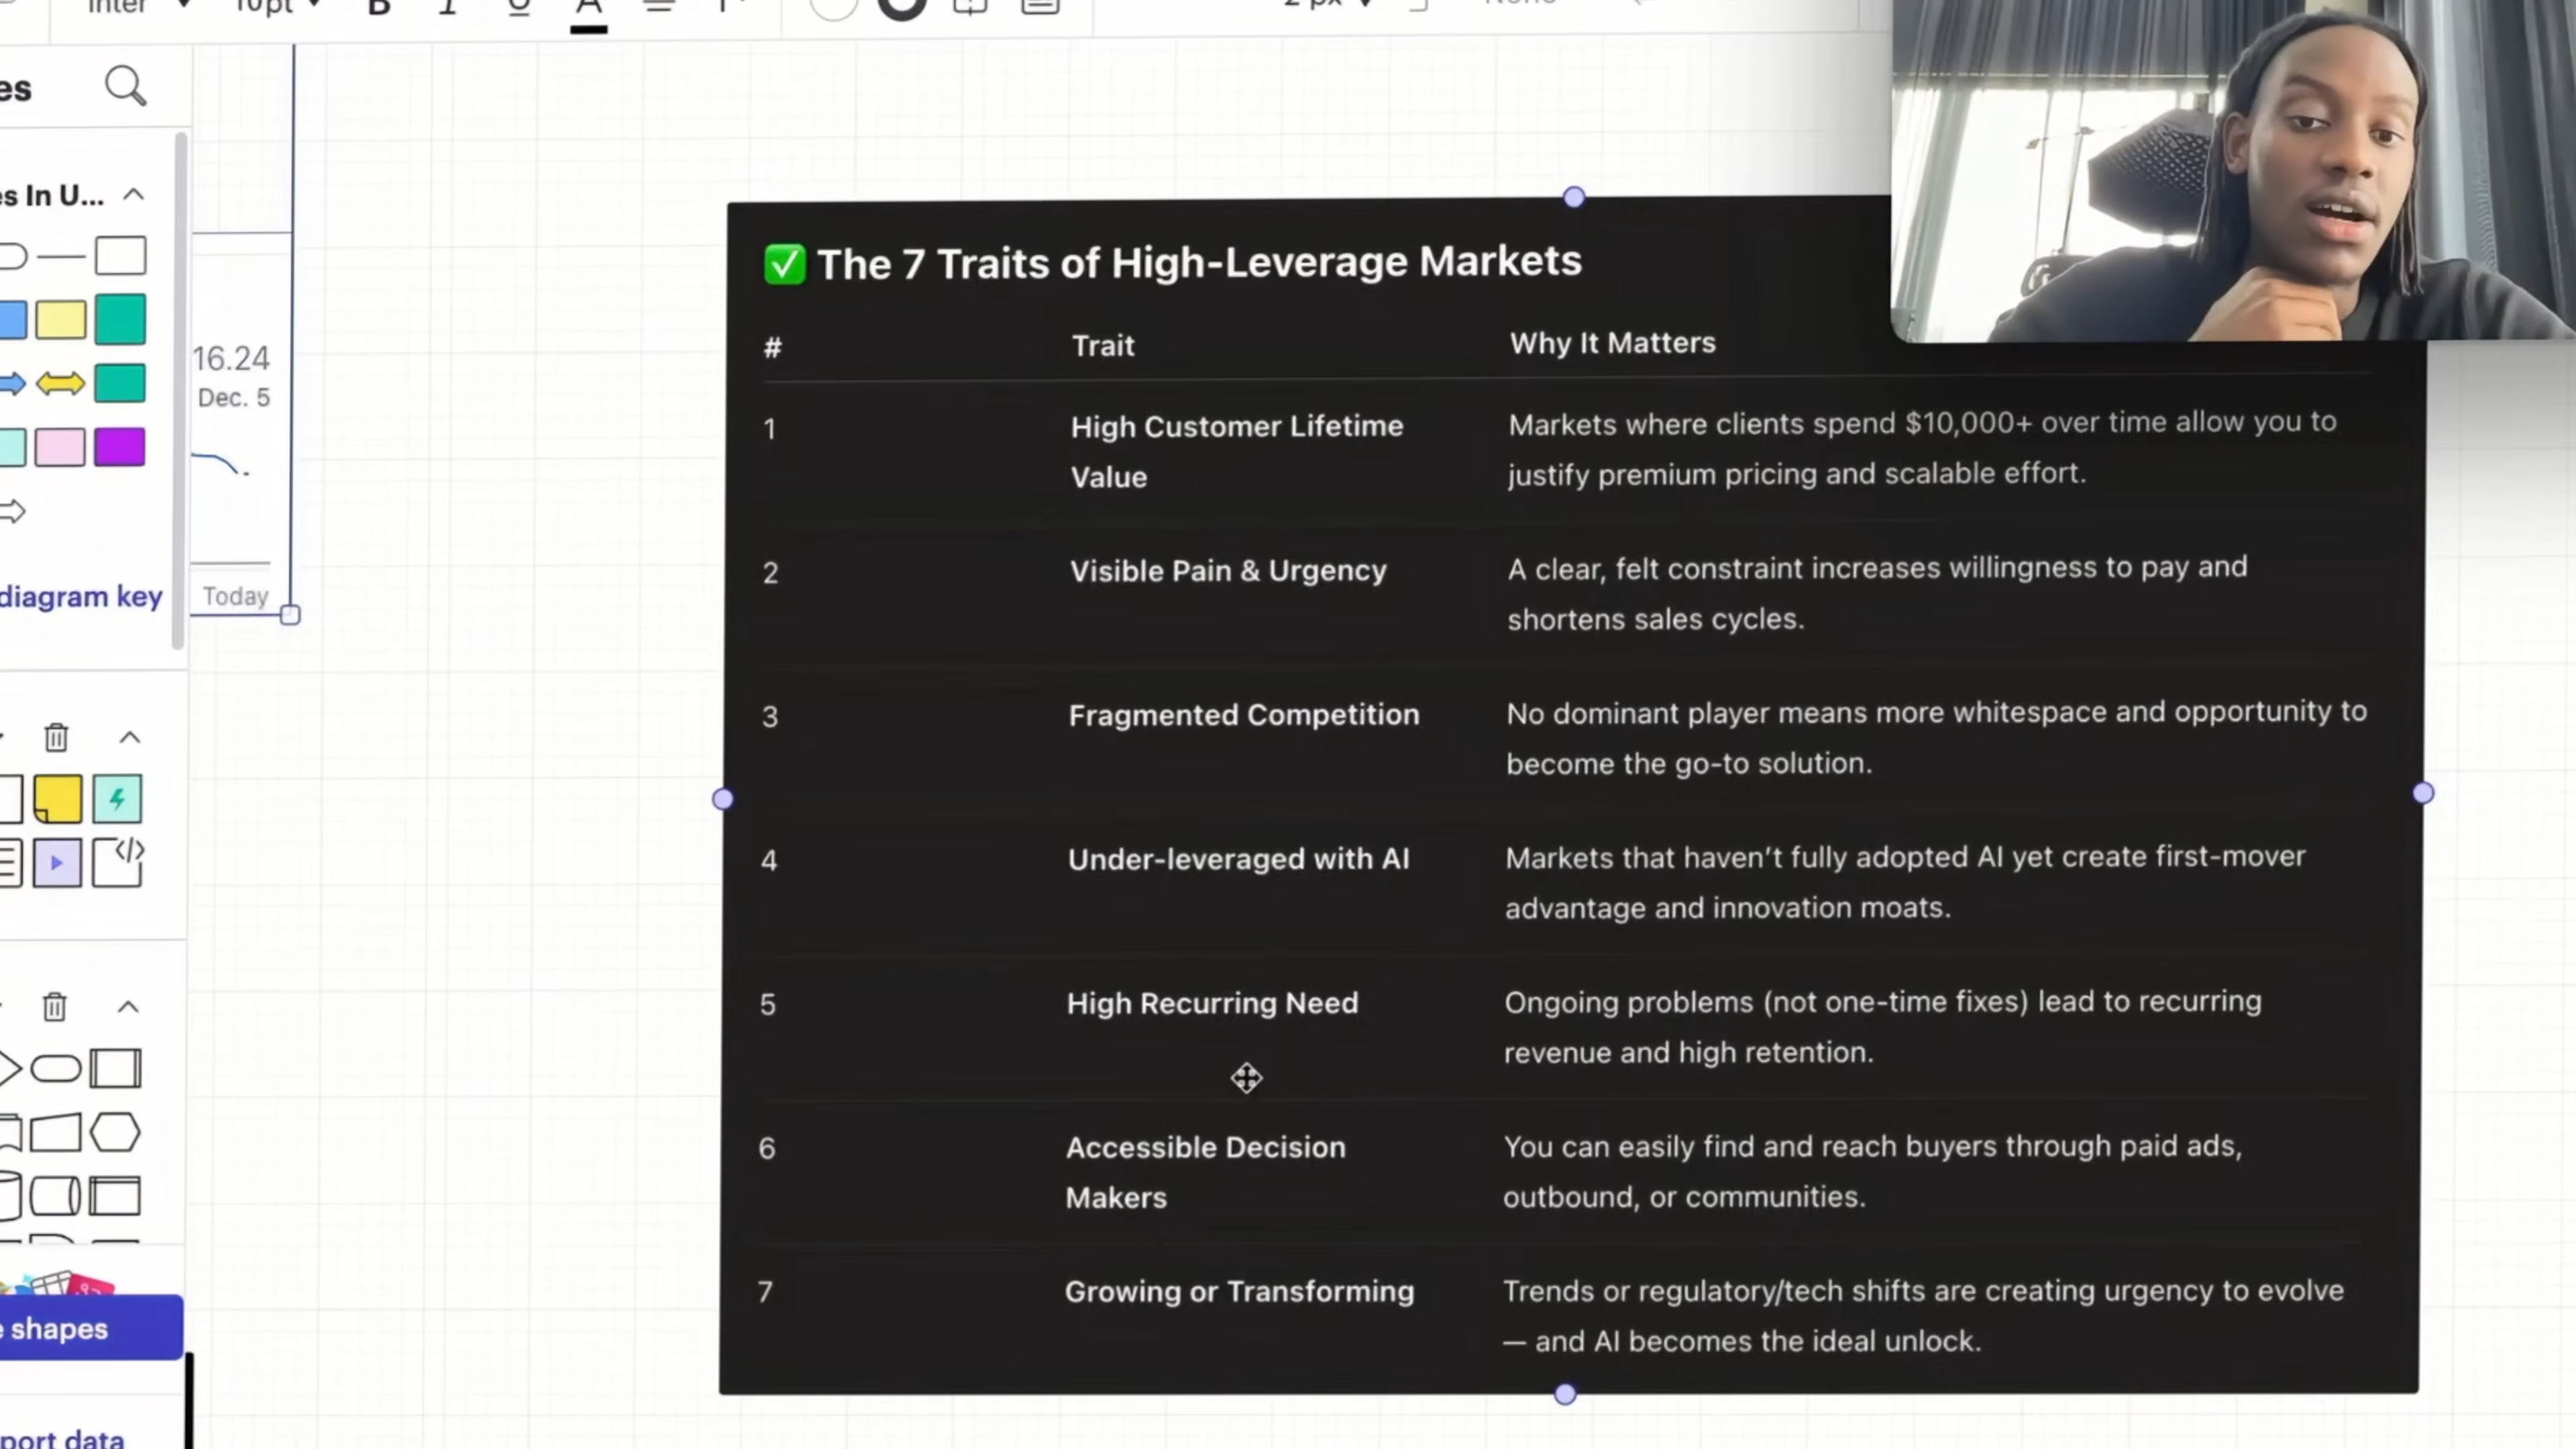 Inter
10pt
B I U A
2 px
None
es
es In U...
16.24
Dec. 5
diagram key
Today
e shapes
port data
✅ The 7 Traits of High-Leverage Markets
# Trait Why It Matters
1 High Customer Lifetime Markets where clients spend $10,000+ over time allow you to
Value justify premium pricing and scalable effort.
2 Visible Pain & Urgency A clear, felt constraint increases willingness to pay and
shortens sales cycles.
3 Fragmented Competition No dominant player means more whitespace and opportunity to
become the go-to solution.
4 Under-leveraged with AI Markets that haven’t fully adopted AI yet create first-mover
advantage and innovation moats.
5 High Recurring Need Ongoing problems (not one-time fixes) lead to recurring
revenue and high retention.
6 Accessible Decision You can easily find and reach buyers through paid ads,
Makers outbound, or communities.
7 Growing or Transforming Trends or regulatory/tech shifts are creating urgency to evolve
— and AI becomes the ideal unlock.